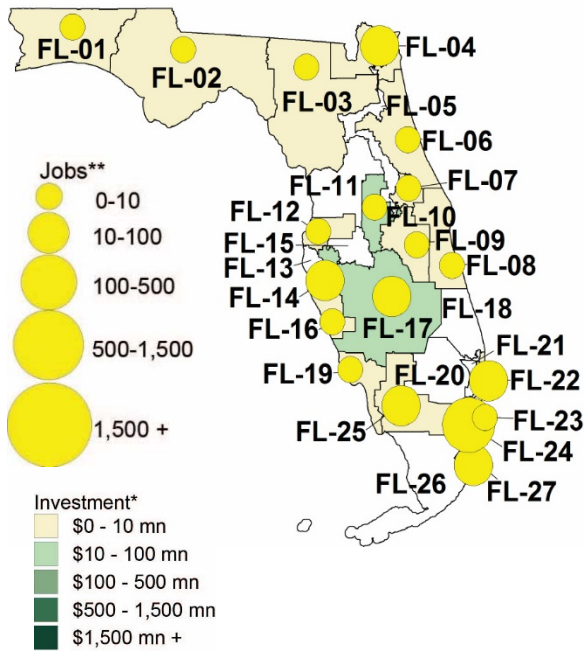 FL-01
FL-02
FL-03
FL-04
FL-05
FL-06
FL-07
FL-11
FL-10
FL-12
FL-15
FL-09
FL-13
FL-08
FL-14
FL-18
FL-16
FL-17
FL-21
FL-19
FL-20
FL-22
FL-23
FL-25
FL-24
FL-26
FL-27
Jobs**
0-10
10-100
100-500
500-1,500
1,500 +
Investment*
$0 - 10 mn
$10 - 100 mn
$100 - 500 mn
$500 - 1,500 mn
$1,500 mn +